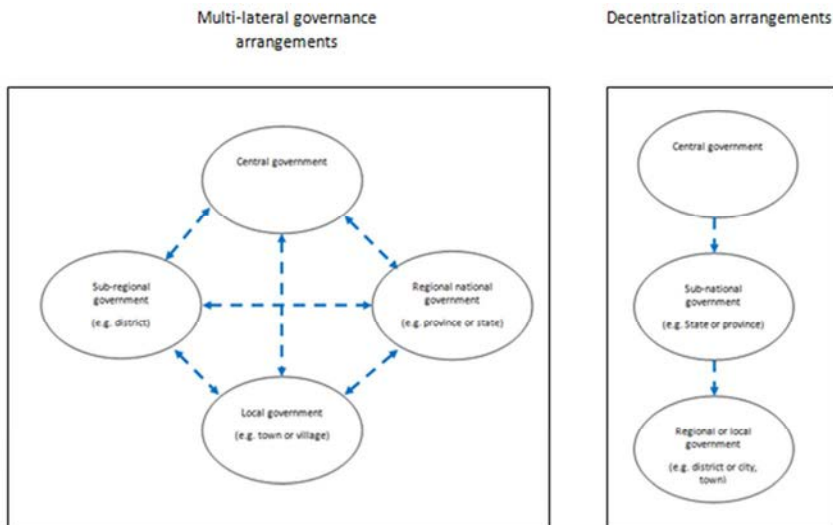 Multi-lateral governance
arrangements
Decentralization arrangements
Central government
Sub-regional
government
(e.g. district)
Regional national
government
(e.g. province or state)
Local government
(e.g. town or village)
Central government
Sub-national
government
(e.g. State or province)
Regional or local
government
(e.g. district or city,
town)